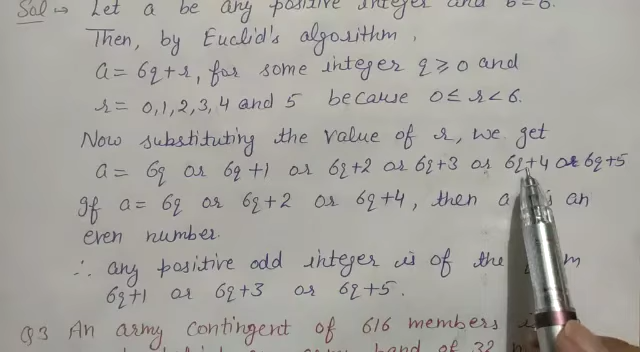 Sol → Let a be any positive integer and b = 6.
Then, by Euclid's algorithm,
a = 6q + r, for some integer q ≥ 0 and
r = 0, 1, 2, 3, 4 and 5 because 0 ≤ r < 6.
Now substituting the value of r, we get
a = 6q or 6q+1 or 6q+2 or 6q+3 or 6q+4 or 6q+5
If a = 6q or 6q+2 or 6q+4, then a is an
even number.
∴ any positive odd integer is of the
6q+1 or 6q+3 or 6q+5.
Q3 An army contingent of 616 members
army band of 32